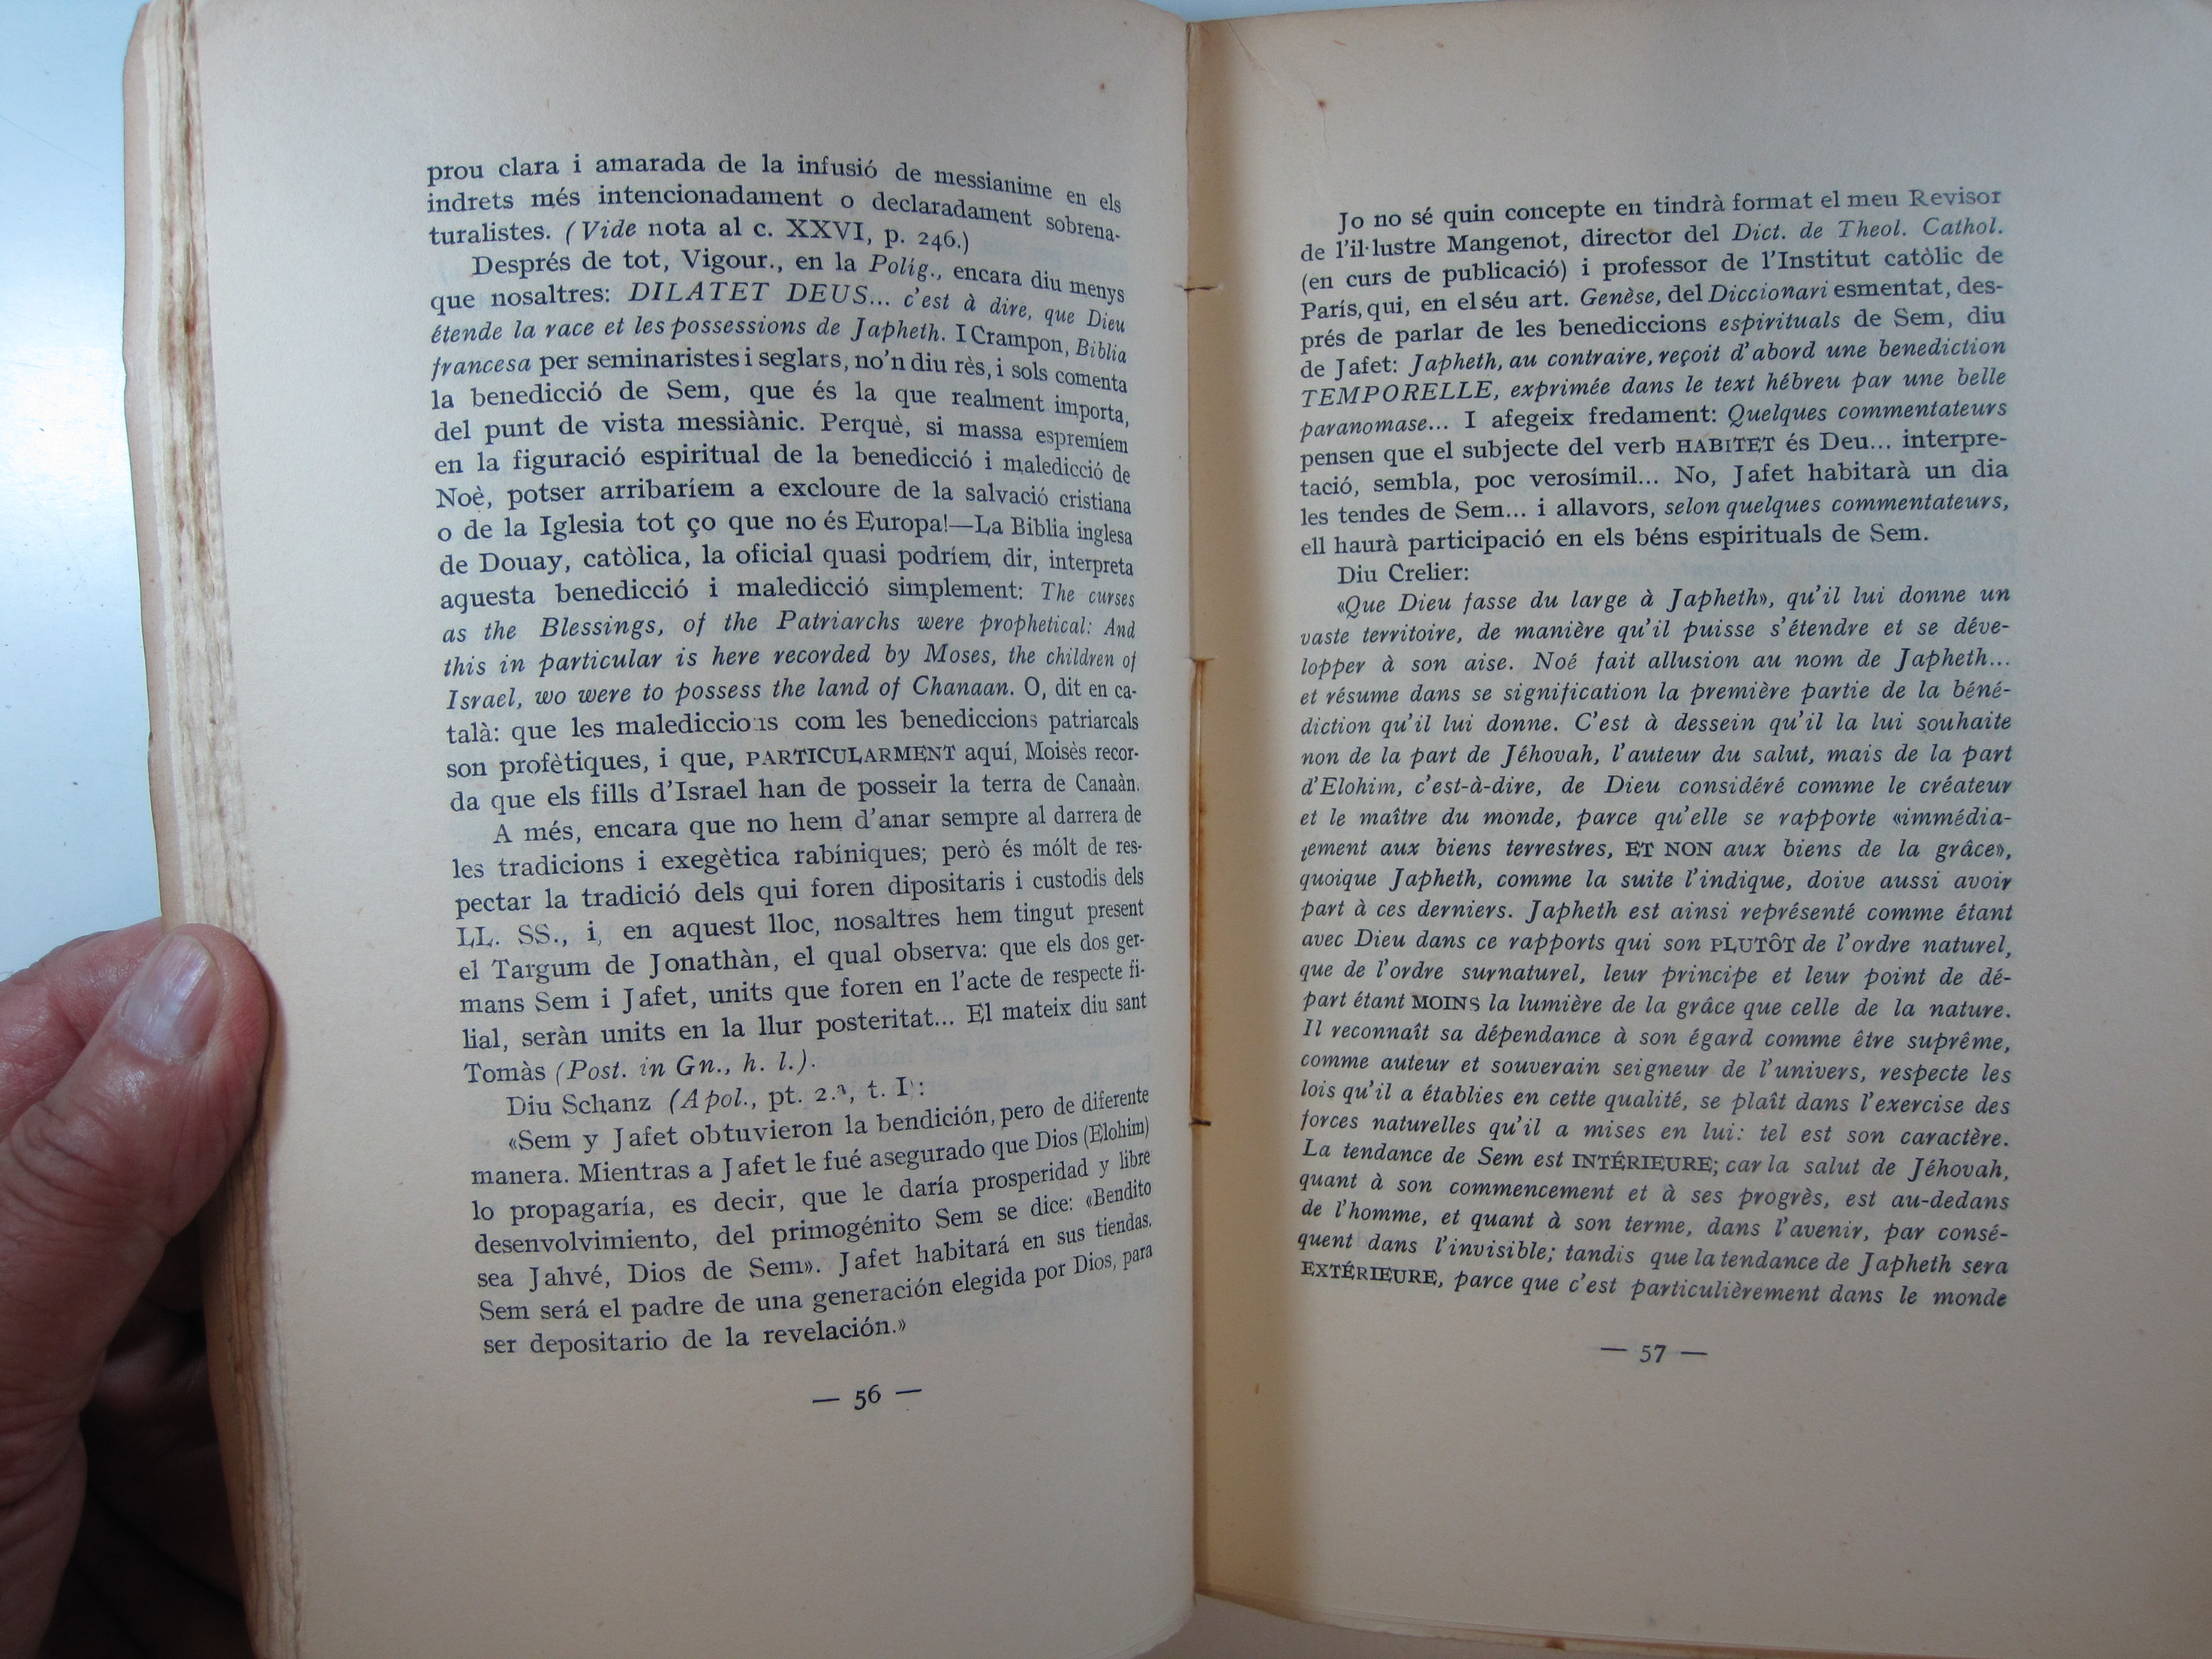 prou clara i amarada de la infusió de messianime en els
indrets més intencionadament o declaradament sobrena-
turalistes. (Vide nota al c. XXVI, p. 246.)
Després de tot, Vigour., en la Políg., encara diu menys
que nosaltres: DILATET DEUS... c'est à dire, que Dieu
étende la race et les possessions de Japheth. I Crampon, Biblia
francesa per seminaristes i seglars, no'n diu rès, i sols comenta
la benedicció de Sem, que és la que realment importa,
del punt de vista messiànic. Perquè, si massa espremíem
en la figuració espiritual de la benedicció i maledicció de
Noè, potser arribaríem a excloure de la salvació cristiana
o de la Iglesia tot ço que no és Europa!—La Biblia inglesa
de Douay, catòlica, la oficial quasi podríem dir, interpreta
aquesta benedicció i maledicció simplement: The curses
as the Blessings, of the Patriarchs were prophetical: And
this in particular is here recorded by Moses, the children of
Israel, wo were to possess the land of Chanaan. O, dit en ca-
talà: que les malediccions com les benediccions patriarcals
son profètiques, i que, PARTICULARMENT aquí, Moisès recor-
da que els fills d'Israel han de posseir la terra de Canaàn.
A més, encara que no hem d'anar sempre al darrera de
les tradicions i exegètica rabíniques; però és mólt de res-
pectar la tradició dels qui foren dipositaris i custodis dels
LL. SS., i, en aquest lloc, nosaltres hem tingut present
el Targum de Jonathàn, el qual observa: que els dos ger-
mans Sem i Jafet, units que foren en l'acte de respecte fi-
lial, seràn units en la llur posteritat... El mateix diu sant
Tomàs (Post. in Gn., h. l.).
Diu Schanz (Apol., pt. 2.ª, t. I):
«Sem y Jafet obtuvieron la bendición, pero de diferente
manera. Mientras a Jafet le fué asegurado que Dios (Elohim)
lo propagaría, es decir, que le daría prosperidad y libre
desenvolvimiento, del primogénito Sem se dice: «Bendito
sea Jahvé, Dios de Sem». Jafet habitará en sus tiendas.
Sem será el padre de una generación elegida por Dios, para
ser depositario de la revelación.»
— 56 —
Jo no sé quin concepte en tindrà format el meu Revisor
de l'il·lustre Mangenot, director del Dict. de Theol. Cathol.
(en curs de publicació) i professor de l'Institut catòlic de
París, qui, en el séu art. Genèse, del Diccionari esmentat, des-
prés de parlar de les benediccions espirituals de Sem, diu
de Jafet: Japheth, au contraire, reçoit d'abord une benediction
TEMPORELLE, exprimée dans le text hébreu par une belle
paranomase... I afegeix fredament: Quelques commentateurs
pensen que el subjecte del verb HABITET és Deu... interpre-
tació, sembla, poc verosímil... No, Jafet habitarà un dia
les tendes de Sem... i allavors, selon quelques commentateurs,
ell haurà participació en els béns espirituals de Sem.
Diu Crelier:
«Que Dieu fasse du large à Japheth», qu'il lui donne un
vaste territoire, de manière qu'il puisse s'étendre et se déve-
lopper à son aise. Noé fait allusion au nom de Japheth...
et résume dans se signification la première partie de la béné-
diction qu'il lui donne. C'est à dessein qu'il la lui souhaite
non de la part de Jéhovah, l'auteur du salut, mais de la part
d'Elohim, c'est-à-dire, de Dieu considéré comme le créateur
et le maître du monde, parce qu'elle se rapporte «immédia-
tement aux biens terrestres, ET NON aux biens de la grâce»,
quoique Japheth, comme la suite l'indique, doive aussi avoir
part à ces derniers. Japheth est ainsi représenté comme étant
avec Dieu dans ce rapports qui son PLUTÔT de l'ordre naturel,
que de l'ordre surnaturel, leur principe et leur point de dé-
part étant MOINS la lumière de la grâce que celle de la nature.
Il reconnaît sa dépendance à son égard comme être suprême,
comme auteur et souverain seigneur de l'univers, respecte les
lois qu'il a établies en cette qualité, se plaît dans l'exercise des
forces naturelles qu'il a mises en lui: tel est son caractère.
La tendance de Sem est INTÉRIEURE; car la salut de Jéhovah,
quant à son commencement et à ses progrès, est au-dedans
de l'homme, et quant à son terme, dans l'avenir, par consé-
quent dans l'invisible; tandis que la tendance de Japheth sera
EXTÉRIEURE, parce que c'est particulièrement dans le monde
— 57 —